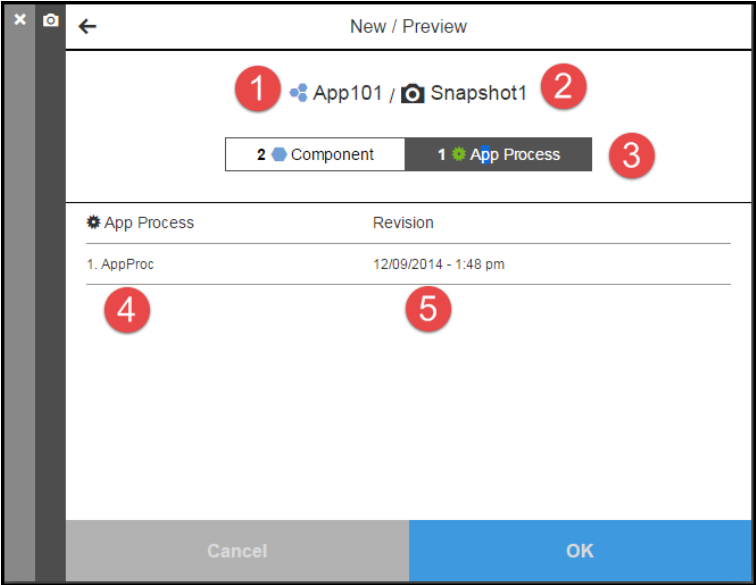 New / Preview
1 App101 / Snapshot1 2
2 Component 1 App Process 3
App Process Revision
1. AppProc 12/09/2014 - 1:48 pm
4 5
Cancel OK